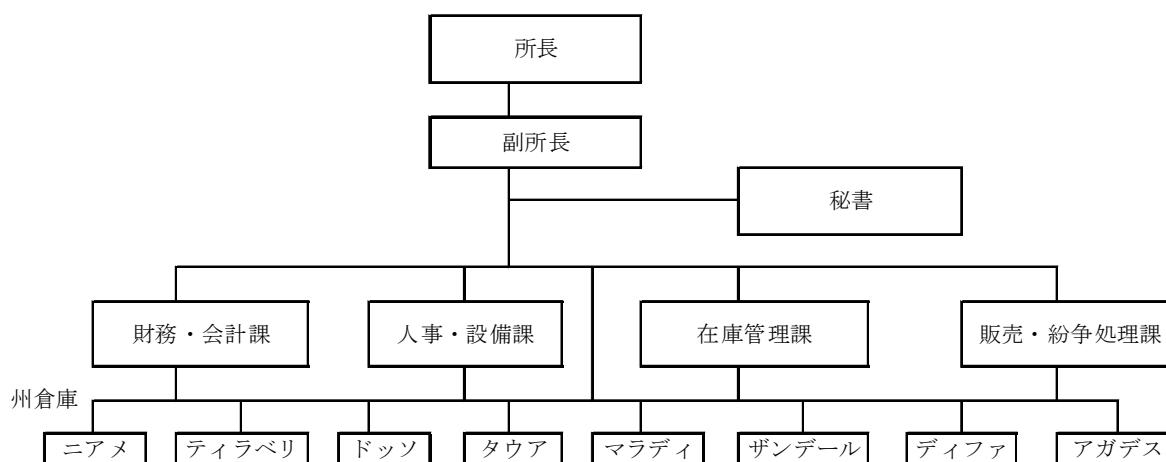 所長
副所長
秘書
財務・会計課
人事・設備課
在庫管理課
販売・紛争処理課
州倉庫
ニアメ
ティラベリ
ドッソ
タウア
マラディ
ザンデール
ディファ
アガデス